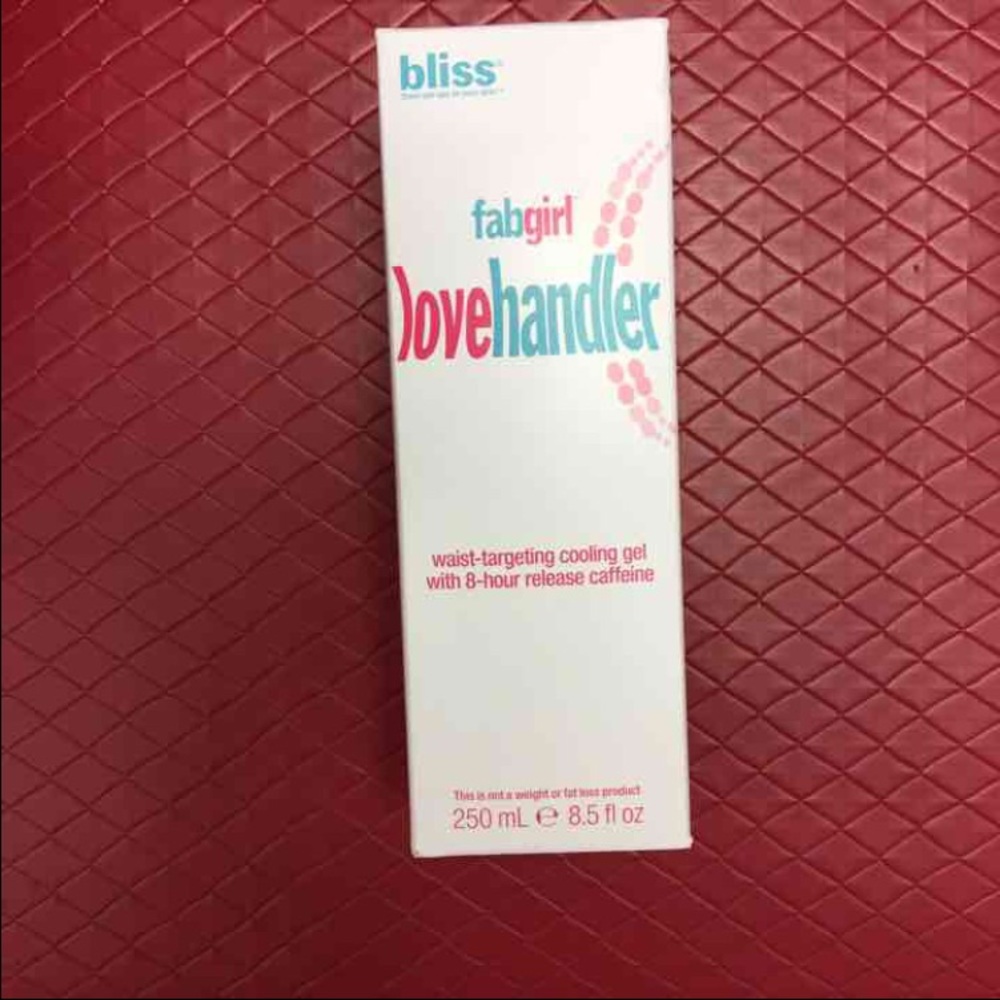 bliss
fabgirl
lovehandler
waist-targeting cooling gel
with 8-hour release caffeine
This is not a weight or fat loss product
250 mL ℮ 8.5 fl oz